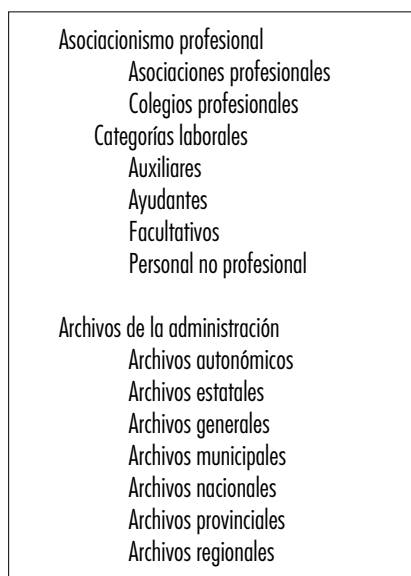 Asociacionismo profesional
Asociaciones profesionales
Colegios profesionales
Categorías laborales
Auxiliares
Ayudantes
Facultativos
Personal no profesional
Archivos de la administración
Archivos autonómicos
Archivos estatales
Archivos generales
Archivos municipales
Archivos nacionales
Archivos provinciales
Archivos regionales